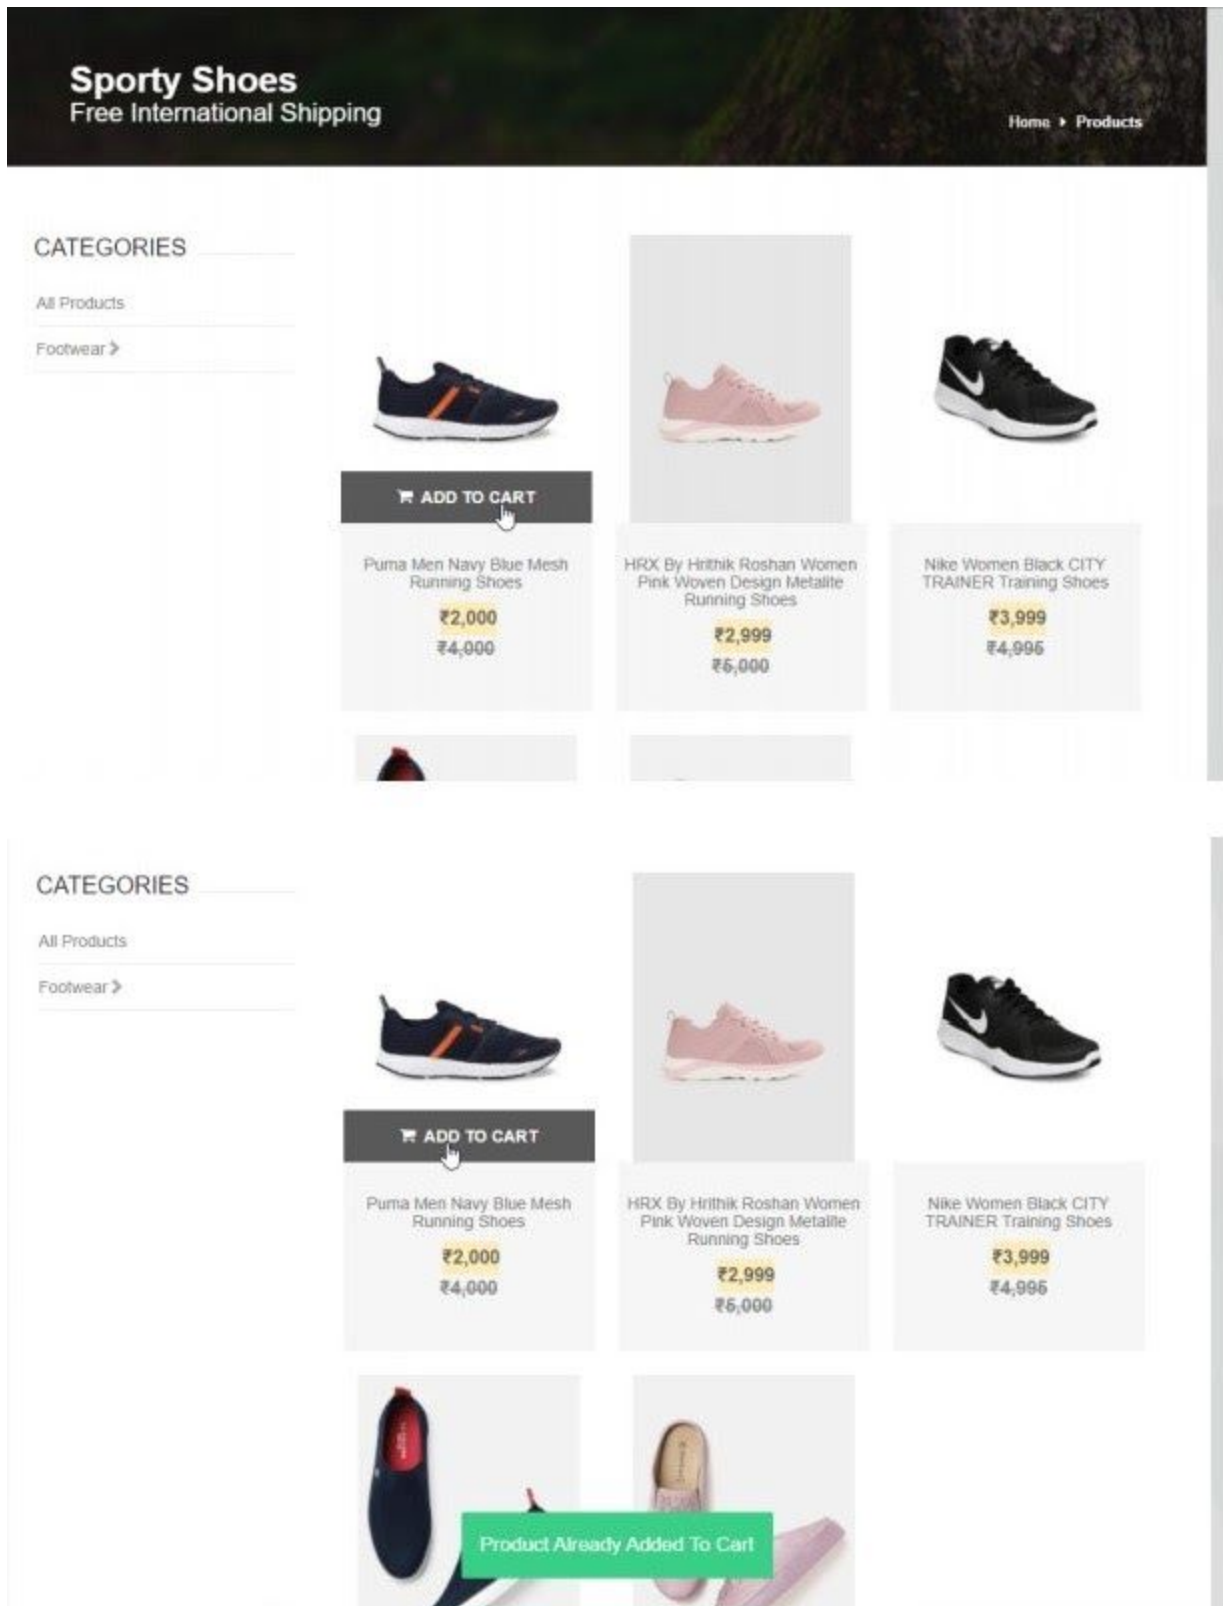 Sporty Shoes
Free International Shipping
Home ▸ Products
CATEGORIES
All Products
Footwear >
ADD TO CART
Puma Men Navy Blue Mesh
Running Shoes
₹2,000
₹4,000
HRX By Hrithik Roshan Women
Pink Woven Design Metalite
Running Shoes
₹2,999
₹5,000
Nike Women Black CITY
TRAINER Training Shoes
₹3,999
₹4,995
CATEGORIES
All Products
Footwear >
ADD TO CART
Puma Men Navy Blue Mesh
Running Shoes
₹2,000
₹4,000
HRX By Hrithik Roshan Women
Pink Woven Design Metalite
Running Shoes
₹2,999
₹5,000
Nike Women Black CITY
TRAINER Training Shoes
₹3,999
₹4,995
Product Already Added To Cart